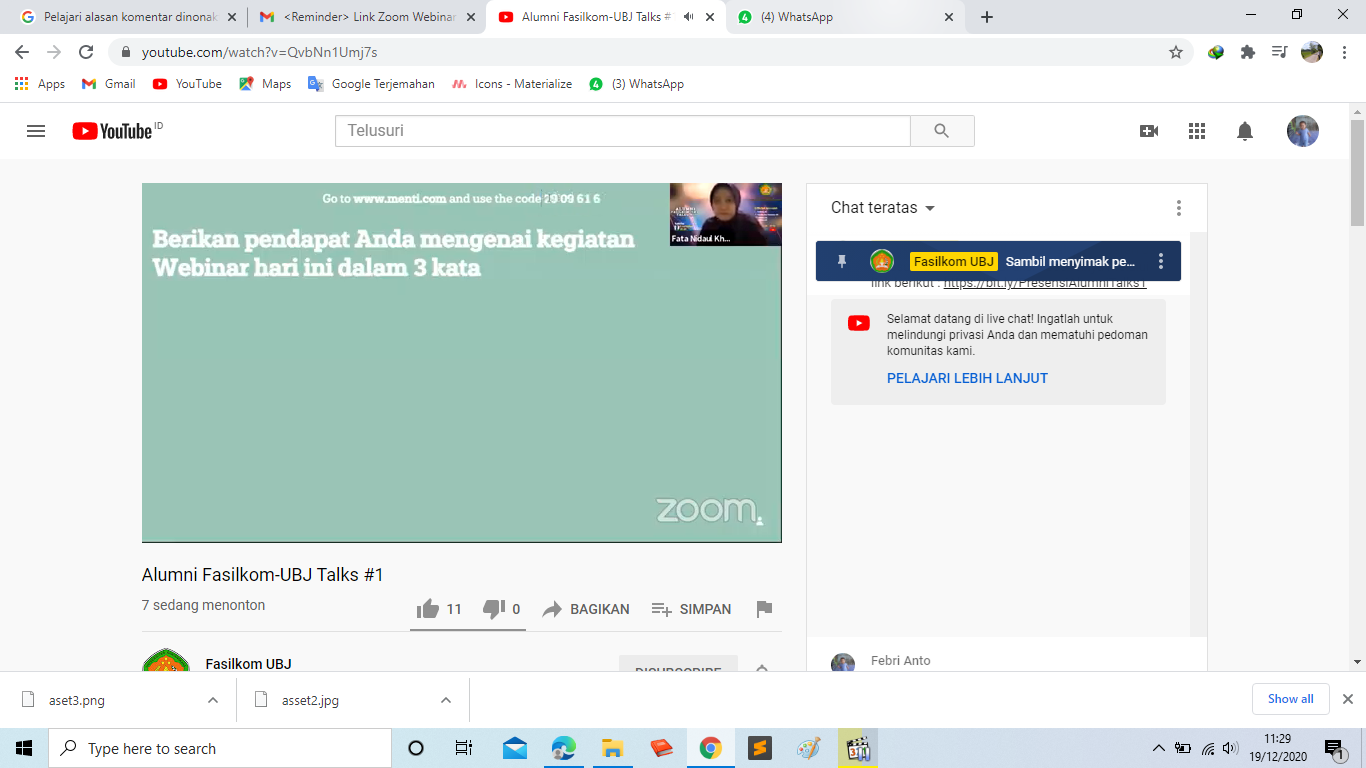 Pelajari alasan komentar dinonak
<Reminder> Link Zoom Webinar
Alumni Fasilkom-UBJ Talks #
(4) WhatsApp
youtube.com/watch?v=QvbNn1Umj7s
Apps
Gmail
YouTube
Maps
Google Terjemahan
Icons - Materialize
(3) WhatsApp
YouTube ID
Telusuri
Go to www.menti.com and use the code 29 09 61 6
Berikan pendapat Anda mengenai kegiatan
Webinar hari ini dalam 3 kata
Fata Nidaul Kh...
zoom
Alumni Fasilkom-UBJ Talks #1
7 sedang menonton
11
0
BAGIKAN
SIMPAN
Fasilkom UBJ
DISUBSCRIBE
Chat teratas
Fasilkom UBJ Sambil menyimak pe...
link berikut : https://bit.ly/PresensiAlumniTalks1
Selamat datang di live chat! Ingatlah untuk
melindungi privasi Anda dan mematuhi pedoman
komunitas kami.
PELAJARI LEBIH LANJUT
Febri Anto
aset3.png
asset2.jpg
Show all
Type here to search
11:29
19/12/2020
1